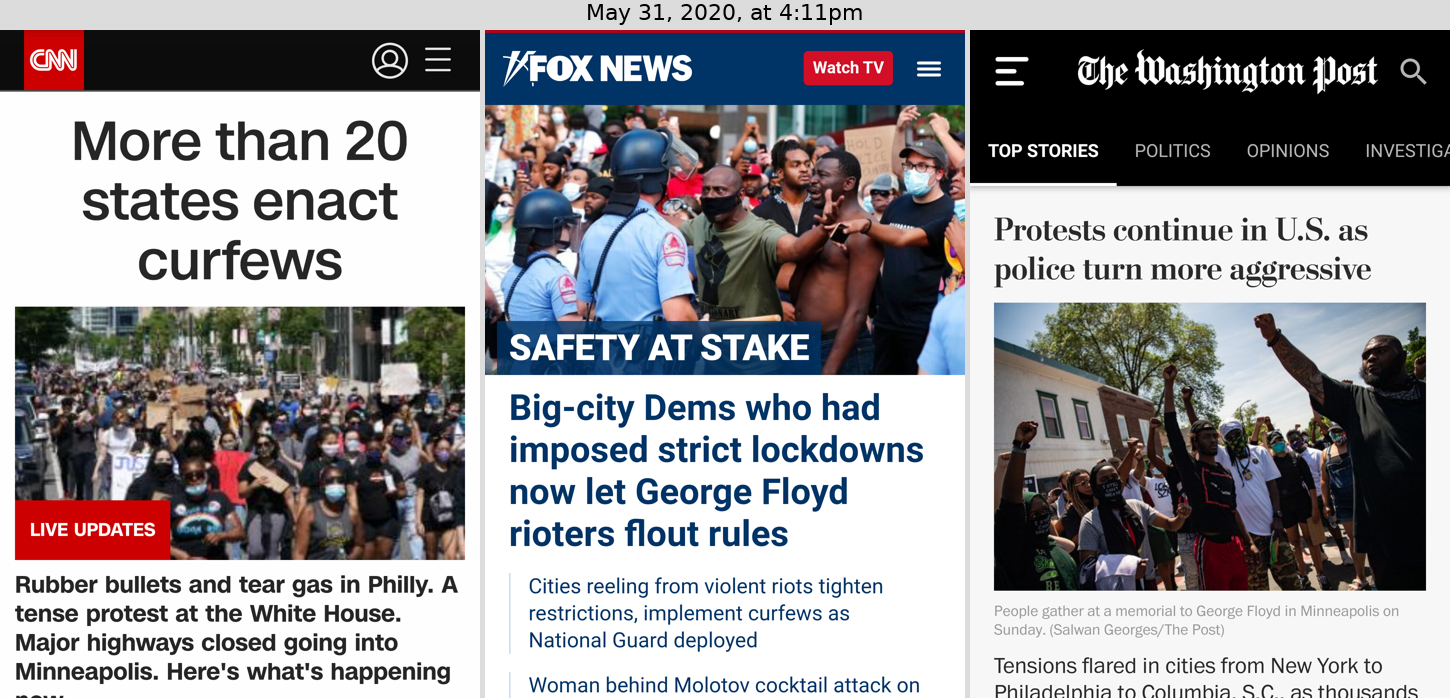 May 31, 2020, at 4:11pm
CNN
More than 20
states enact
curfews
LIVE UPDATES
Rubber bullets and tear gas in Philly. A
tense protest at the White House.
Major highways closed going into
Minneapolis. Here's what's happening
FOX NEWS
Watch TV
SAFETY AT STAKE
Big-city Dems who had
imposed strict lockdowns
now let George Floyd
rioters flout rules
Cities reeling from violent riots tighten
restrictions, implement curfews as
National Guard deployed
Woman behind Molotov cocktail attack on
The Washington Post
TOP STORIES POLITICS OPINIONS INVESTIGA
Protests continue in U.S. as
police turn more aggressive
People gather at a memorial to George Floyd in Minneapolis on
Sunday. (Salwan Georges/The Post)
Tensions flared in cities from New York to
Philadelphia to Columbia, S.C., as thousands